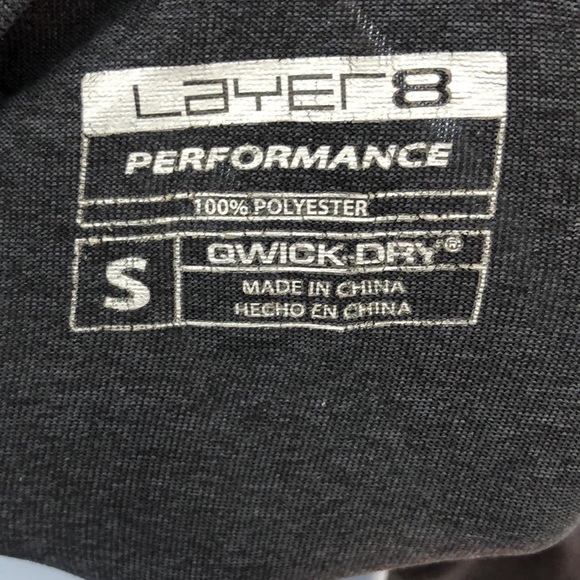 Layer8
PERFORMANCE
100% POLYESTER
S
QWICK-DRY®
MADE IN CHINA
HECHO EN CHINA